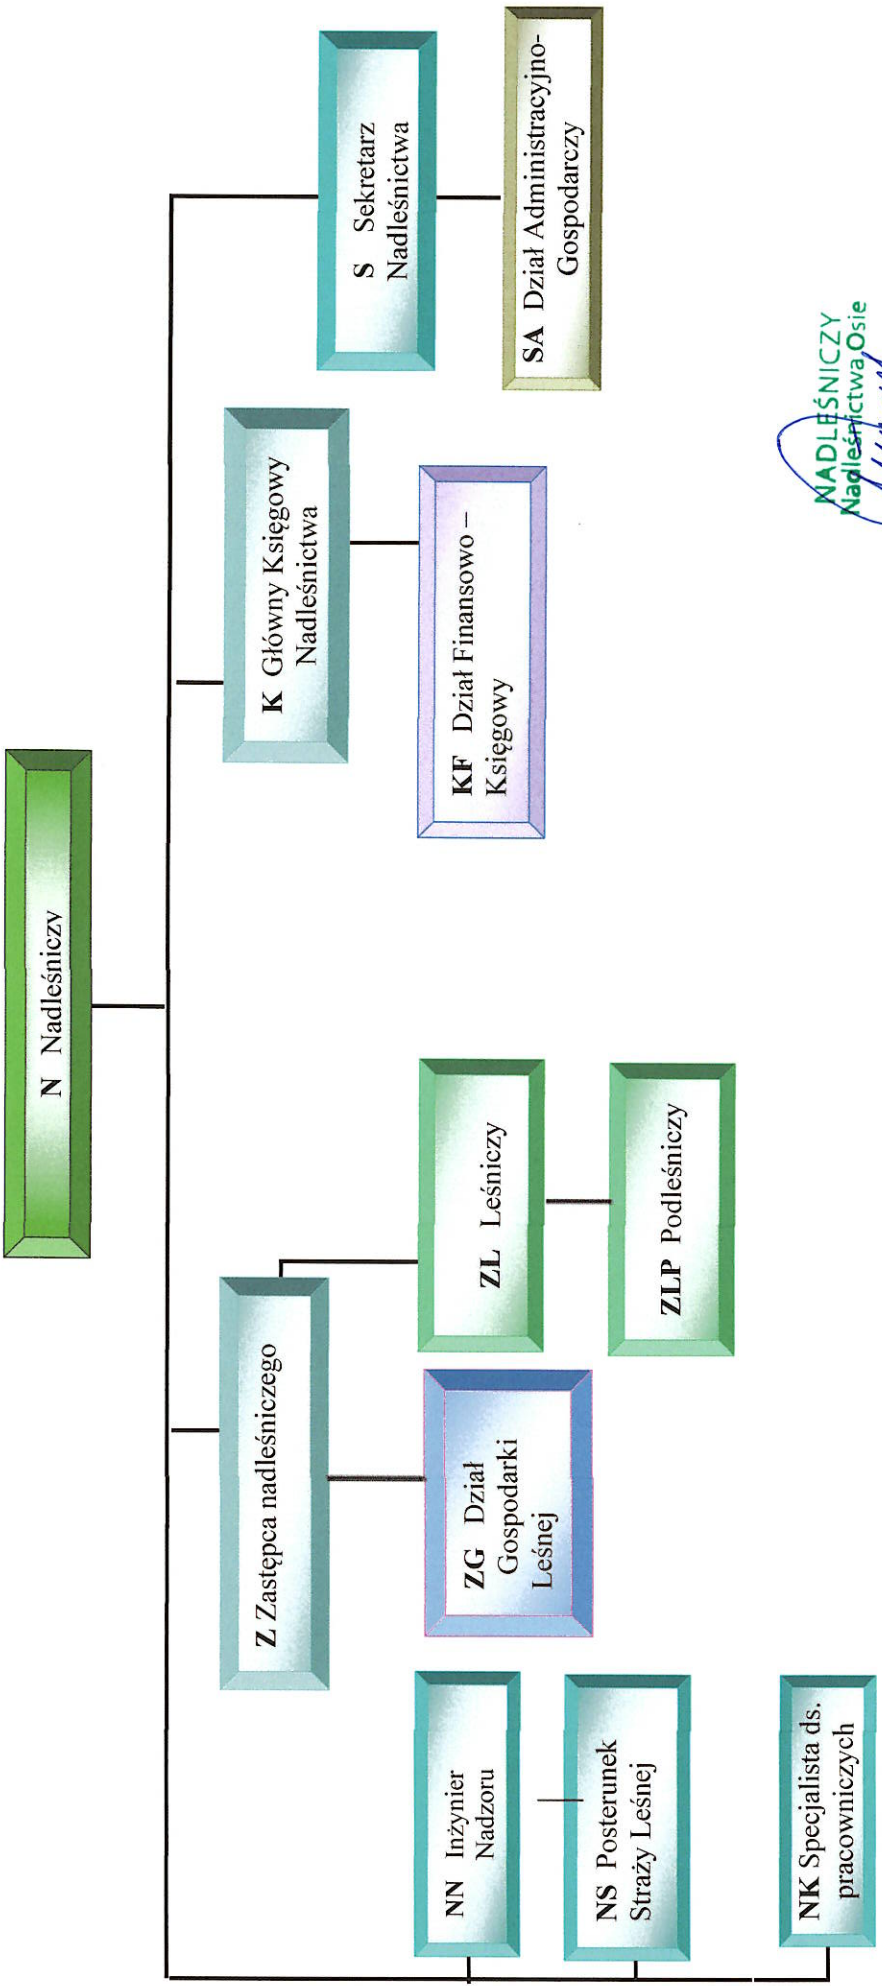 N Nadleśniczy
Z Zastępca nadleśniczego
K Główny Księgowy
Nadleśnictwa
S Sekretarz
Nadleśnictwa
NN Inżynier
Nadzoru
ZG Dział
Gospodarki
Leśnej
ZL Leśniczy
KF Dział Finansowo –
Księgowy
SA Dział Administracyjno-
Gospodarczy
NS Posterunek
Straży Leśnej
ZLP Podleśniczy
NK Specjalista ds.
pracowniczych
NADLEŚNICZY
Nadleśnictwa Osie